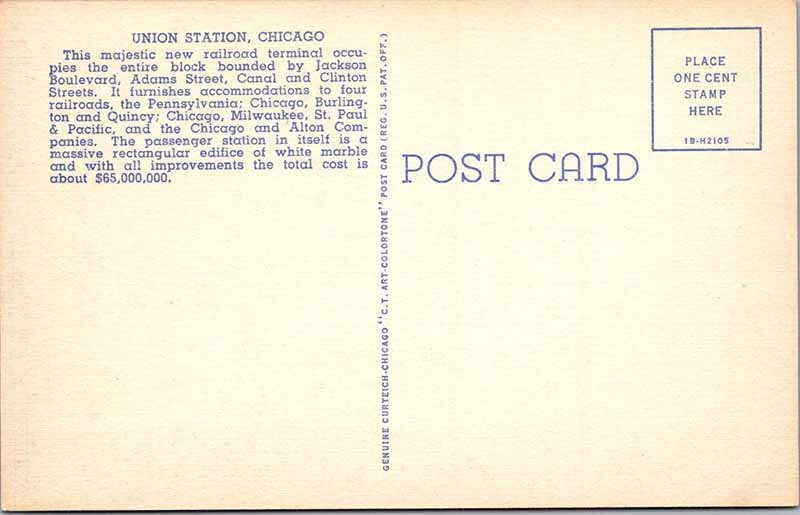 UNION STATION, CHICAGO
This majestic new railroad terminal occu-
pies the entire block bounded by Jackson
Boulevard, Adams Street, Canal and Clinton
Streets. It furnishes accommodations to four
railroads, the Pennsylvania; Chicago, Burling-
ton and Quincy; Chicago, Milwaukee, St. Paul
& Pacific, and the Chicago and Alton Com-
panies. The passenger station in itself is a
massive rectangular edifice of white marble
and with all improvements the total cost is
about $65,000,000.
GENUINE CURTEICH-CHICAGO "C.T. ART-COLORTONE" POST CARD (REG. U.S. PAT. OFF.)
POST CARD
PLACE
ONE CENT
STAMP
HERE
1B-H2105